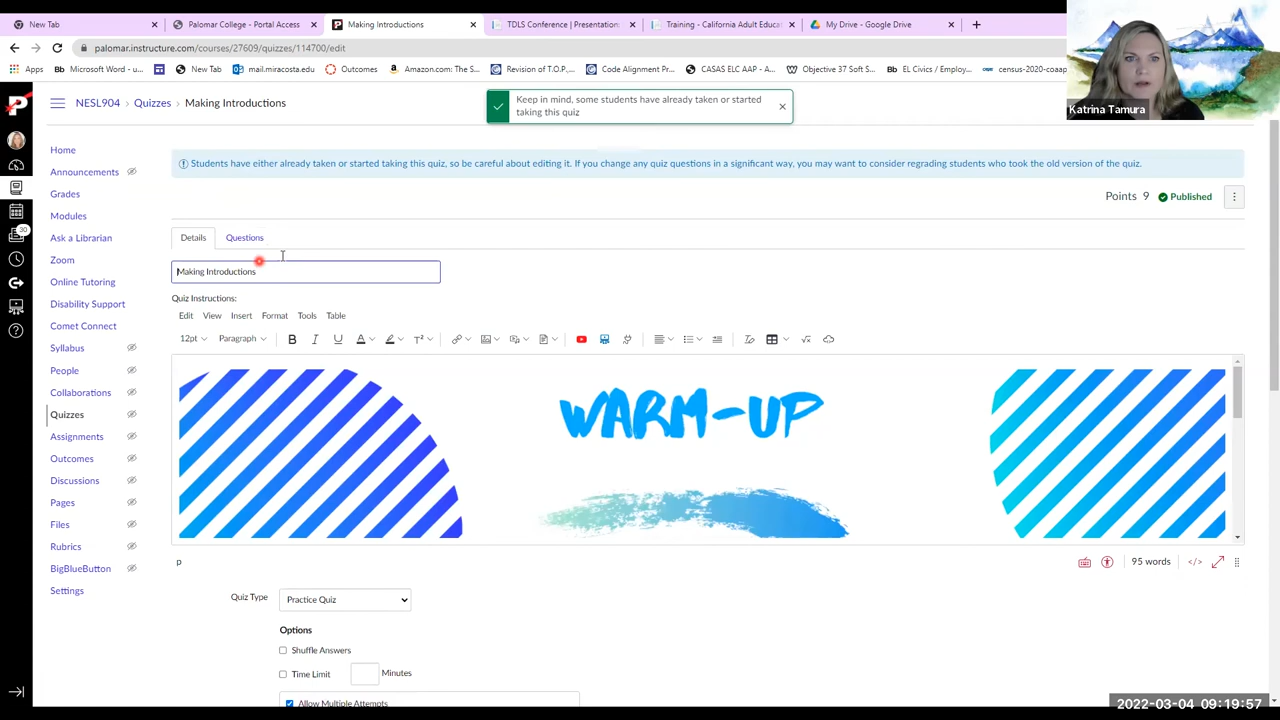 New Tab
Palomar College - Portal Access
Making Introductions
TDLS Conference | Presentation
Training - California Adult Educa
My Drive - Google Drive
palomar.instructure.com/courses/27609/quizzes/114700/edit
Apps
Microsoft Word - u...
New Tab
mail.miracosta.edu
Outcomes
Amazon.com: The S...
Revision of T.O.P....
Code Alignment Pr...
CASAS ELC AAP - A...
Objective 37 Soft S...
EL Civics / Employ...
census-2020-coaap
Katrina Tamura
NESL904
Quizzes
Making Introductions
Keep in mind, some students have already taken or started
taking this quiz
Home
Announcements
Grades
Modules
Ask a Librarian
Zoom
Online Tutoring
Disability Support
Comet Connect
Syllabus
People
Collaborations
Quizzes
Assignments
Outcomes
Discussions
Pages
Files
Rubrics
BigBlueButton
Settings
30
Students have either already taken or started taking this quiz, so be careful about editing it. If you change any quiz questions in a significant way, you may want to consider regrading students who took the old version of the quiz.
Points 9
Published
Details
Questions
Making Introductions
Quiz Instructions:
Edit View Insert Format Tools Table
12pt
Paragraph
WARM-UP
p
95 words
</>
Quiz Type
Practice Quiz
Options
Shuffle Answers
Time Limit
Minutes
Allow Multiple Attempts
2022-03-04 09:19:57